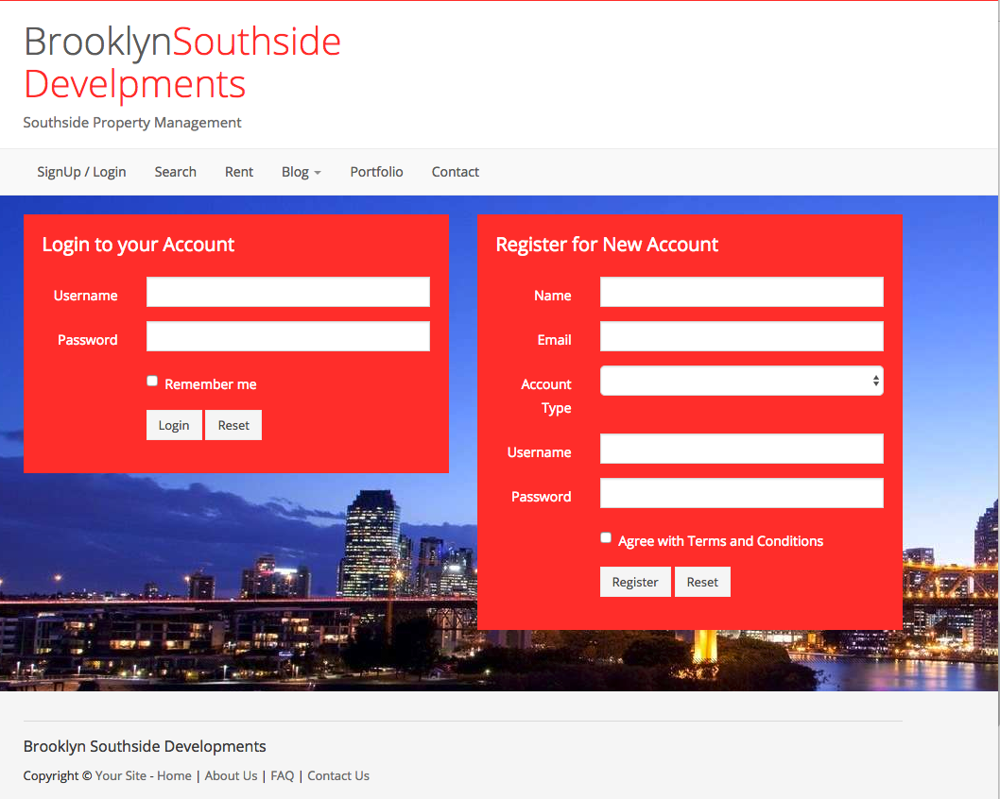 BrooklynSouthside
Develpments
Southside Property Management
SignUp / Login Search Rent Blog Portfolio Contact
Login to your Account
Username
Password
Remember me
Login Reset
Register for New Account
Name
Email
Account
Type
Username
Password
Agree with Terms and Conditions
Register Reset
Brooklyn Southside Developments
Copyright © Your Site - Home | About Us | FAQ | Contact Us